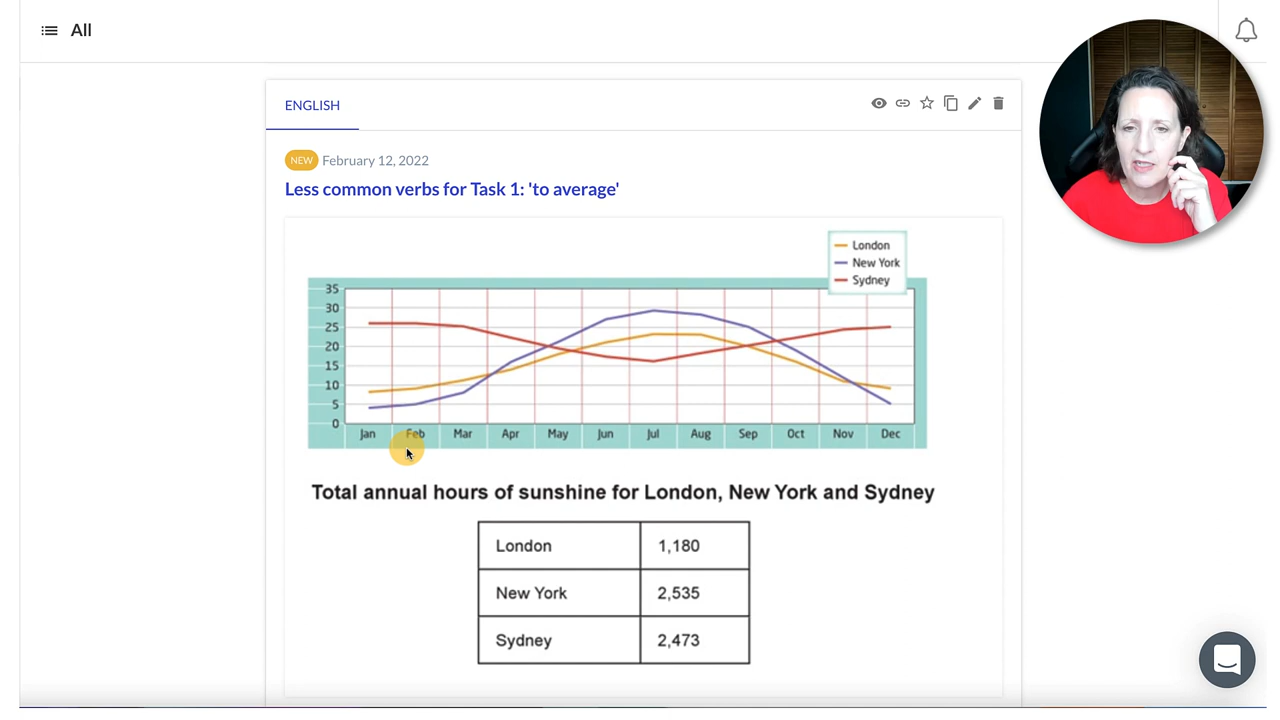 All
ENGLISH
NEW February 12, 2022
Less common verbs for Task 1: 'to average'
London
New York
Sydney
35
30
25
20
15
10
5
0
Jan Feb Mar Apr May Jun Jul Aug Sep Oct Nov Dec
Total annual hours of sunshine for London, New York and Sydney
London 1,180
New York 2,535
Sydney 2,473